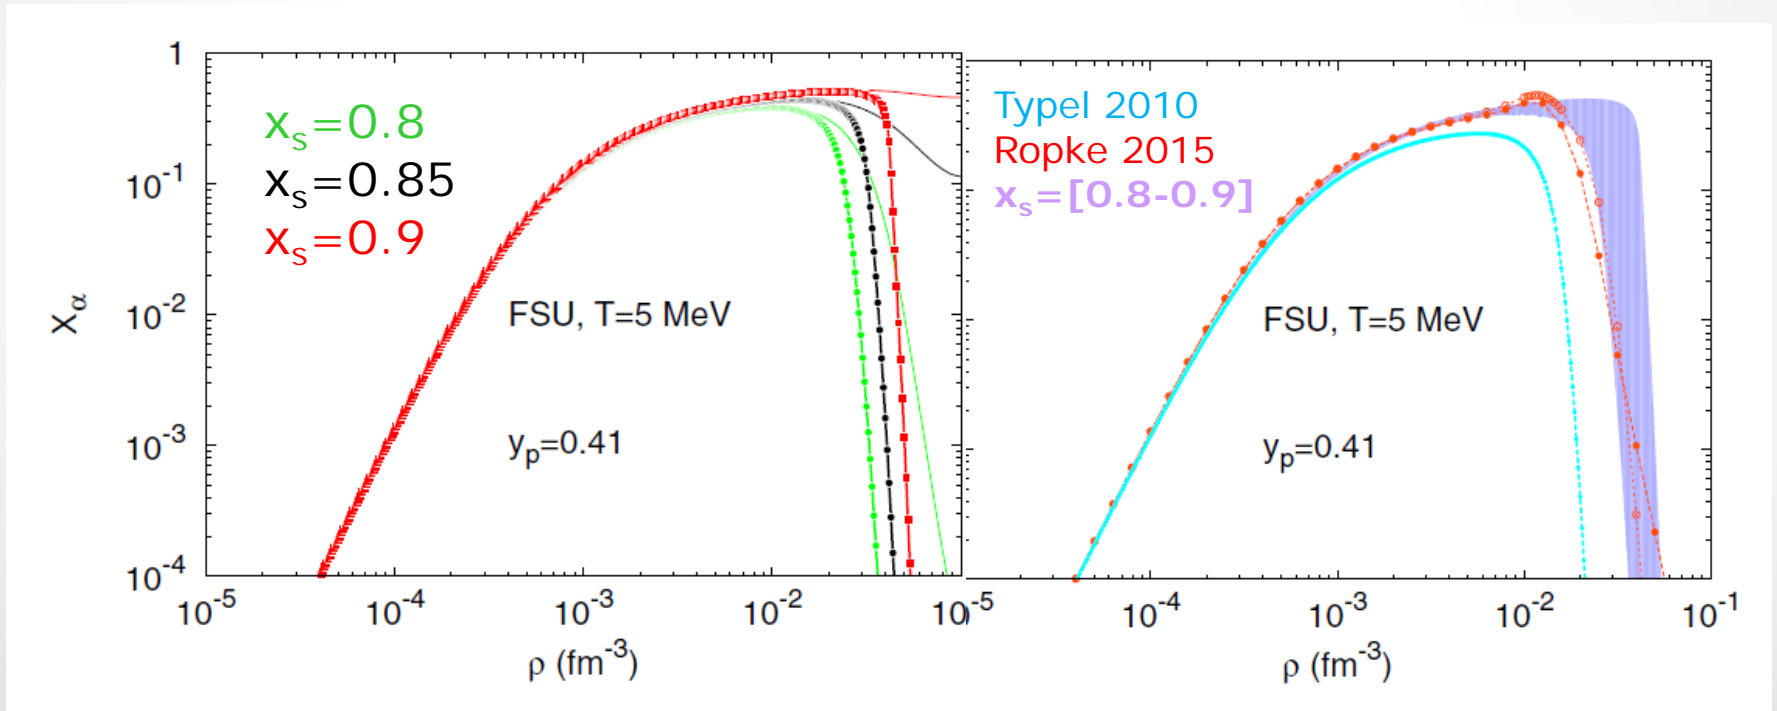 1
10⁻¹
10⁻²
10⁻³
10⁻⁴
X_α
x_s=0.8
x_s=0.85
x_s=0.9
FSU, T=5 MeV
y_p=0.41
10⁻⁵ 10⁻⁴ 10⁻³ 10⁻²
ρ (fm⁻³)
Typel 2010
Ropke 2015
x_s=[0.8-0.9]
FSU, T=5 MeV
y_p=0.41
10⁻⁴ 10⁻³ 10⁻² 10⁻¹
ρ (fm⁻³)